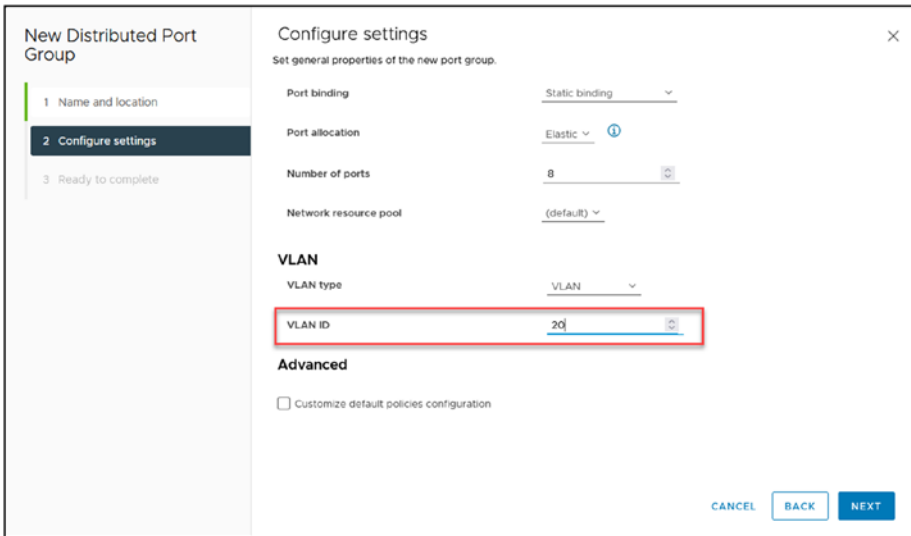 New Distributed Port
Group
1 Name and location
2 Configure settings
3 Ready to complete
Configure settings
Set general properties of the new port group.
Port binding Static binding
Port allocation Elastic
Number of ports 8
Network resource pool (default)
VLAN
VLAN type VLAN
VLAN ID 20
Advanced
Customize default policies configuration
CANCEL BACK NEXT